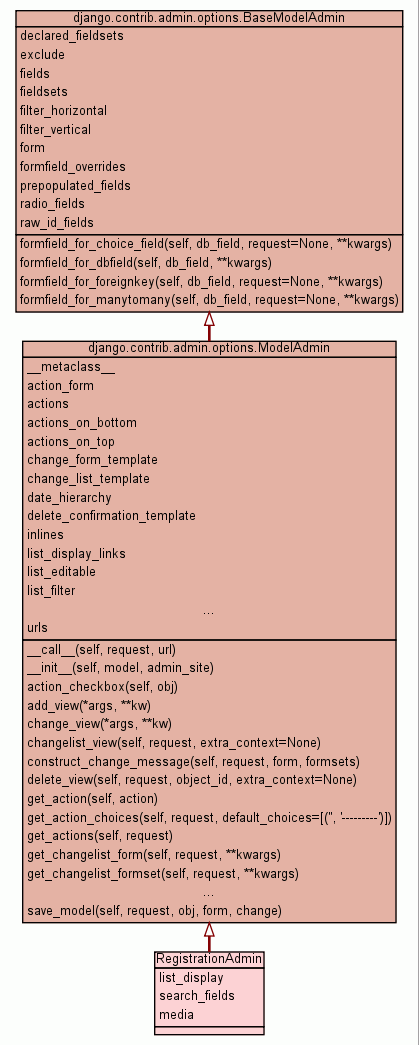 django.contrib.admin.options.BaseModelAdmin
declared_fieldsets
exclude
fields
fieldsets
filter_horizontal
filter_vertical
form
formfield_overrides
prepopulated_fields
radio_fields
raw_id_fields
formfield_for_choice_field(self, db_field, request=None, **kwargs)
formfield_for_dbfield(self, db_field, **kwargs)
formfield_for_foreignkey(self, db_field, request=None, **kwargs)
formfield_for_manytomany(self, db_field, request=None, **kwargs)
django.contrib.admin.options.ModelAdmin
__metaclass__
action_form
actions
actions_on_bottom
actions_on_top
change_form_template
change_list_template
date_hierarchy
delete_confirmation_template
inlines
list_display_links
list_editable
list_filter
...
urls
__call__(self, request, url)
__init__(self, model, admin_site)
action_checkbox(self, obj)
add_view(*args, **kw)
change_view(*args, **kw)
changelist_view(self, request, extra_context=None)
construct_change_message(self, request, form, formsets)
delete_view(self, request, object_id, extra_context=None)
get_action(self, action)
get_action_choices(self, request, default_choices=[('', '---------')])
get_actions(self, request)
get_changelist_form(self, request, **kwargs)
get_changelist_formset(self, request, **kwargs)
...
save_model(self, request, obj, form, change)
RegistrationAdmin
list_display
search_fields
media